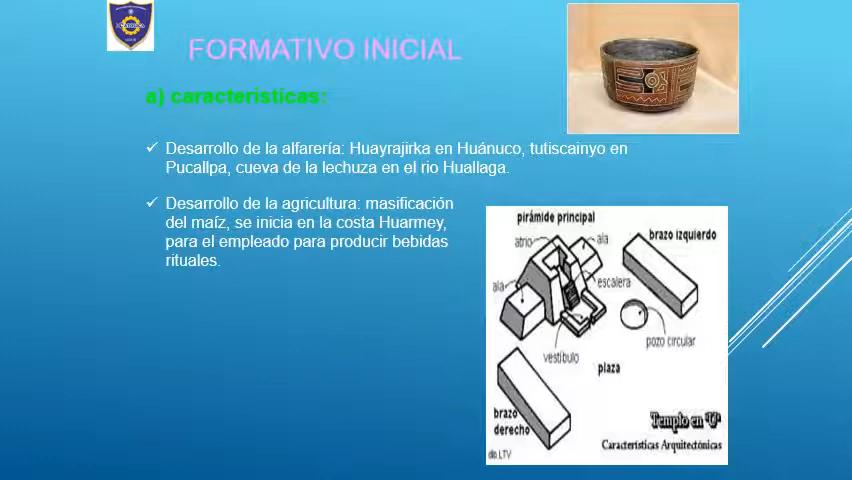 FORMATIVO INICIAL
a) características:
✓ Desarrollo de la alfarería: Huayrajirka en Huánuco, tutiscainyo en
Pucallpa, cueva de la lechuza en el rio Huallaga.
✓ Desarrollo de la agricultura: masificación
del maíz, se inicia en la costa Huarmey,
para el empleado para producir bebidas
rituales.
pirámide principal
brazo izquierdo
atrio
ala
ala
escalera
pozo circular
vestíbulo
plaza
brazo
derecho
Templo en "U"
Características Arquitectónicas
dib.LTV